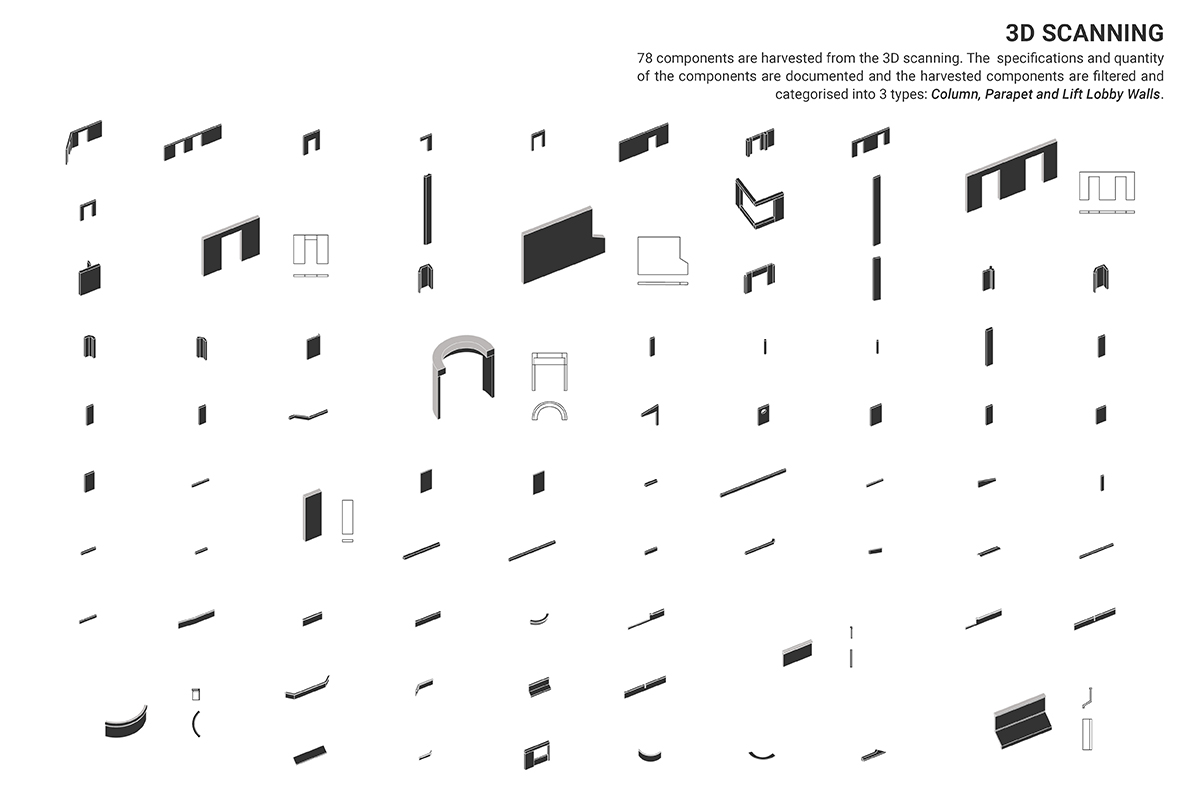 3D SCANNING
78 components are harvested from the 3D scanning. The specifications and quantity
of the components are documented and the harvested components are filtered and
categorised into 3 types: Column, Parapet and Lift Lobby Walls.